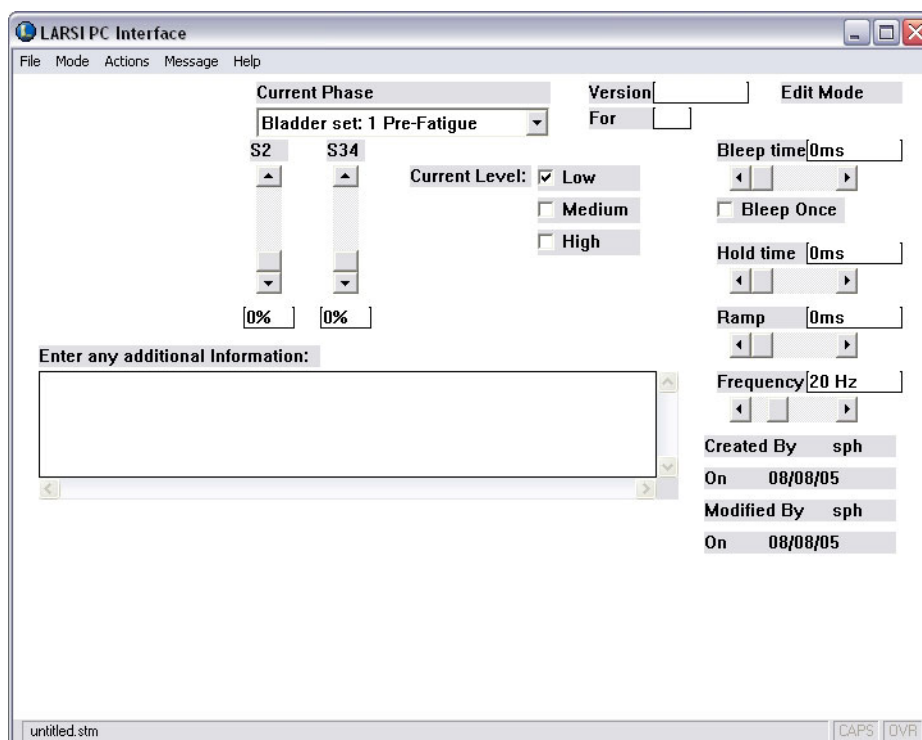 LARSI PC Interface
File Mode Actions Message Help
Current Phase
Version
Edit Mode
Bladder set: 1 Pre-Fatigue
For
S2 S34
Current Level:
Low
Medium
High
0% 0%
Bleep time 0ms
Bleep Once
Hold time 0ms
Ramp 0ms
Frequency 20 Hz
Enter any additional Information:
Created By sph
On 08/08/05
Modified By sph
On 08/08/05
untitled.stm
CAPS OVR